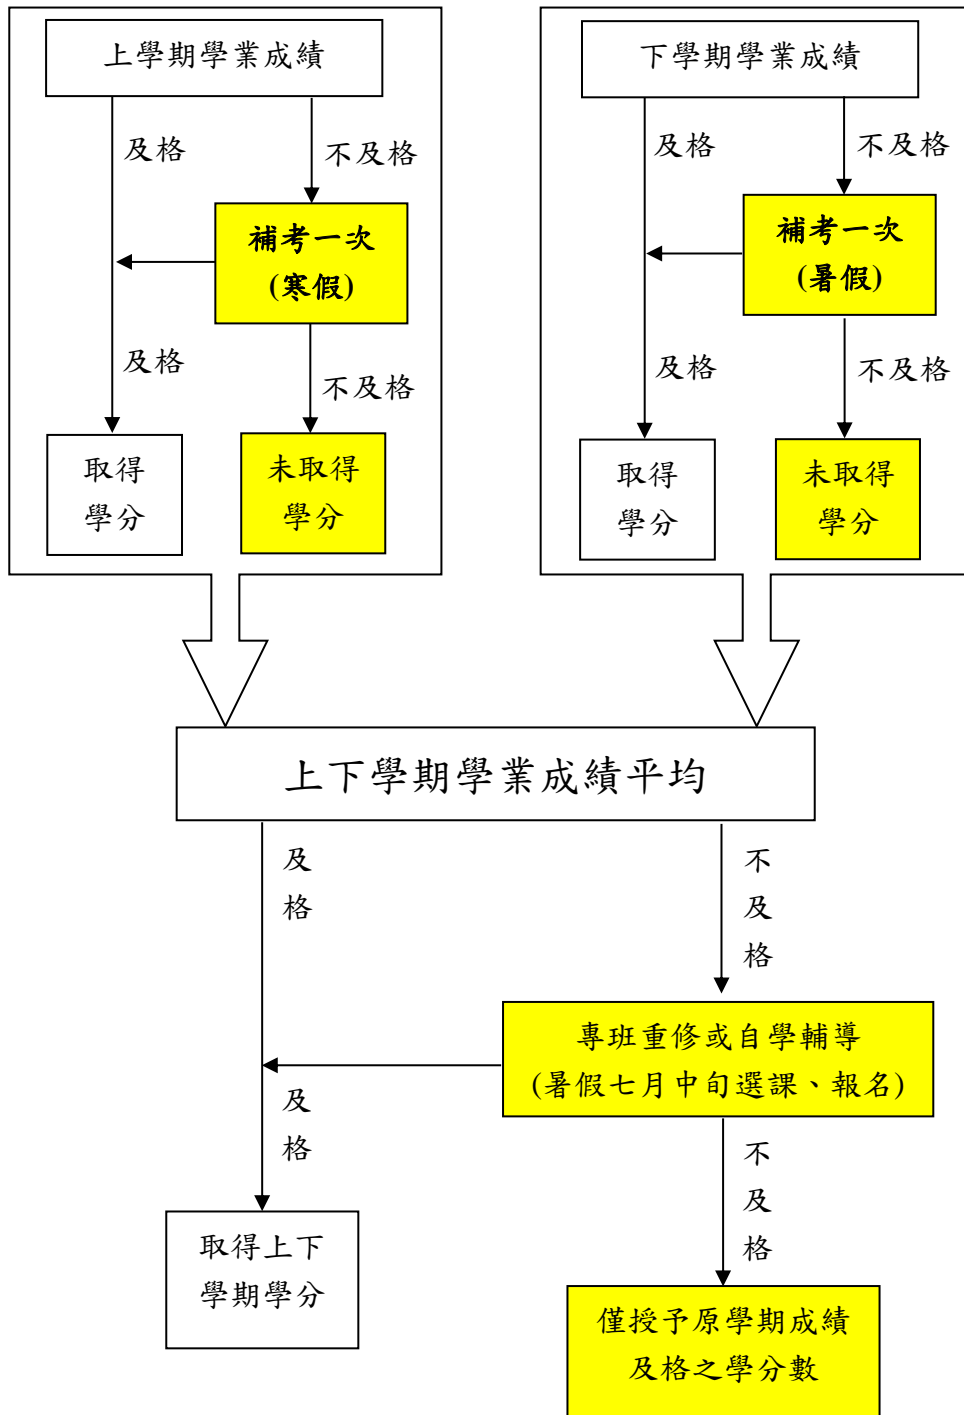 上學期學業成績
及格
不及格
補考一次
(寒假)
及格
不及格
取得
學分
未取得
學分
下學期學業成績
及格
不及格
補考一次
(暑假)
及格
不及格
取得
學分
未取得
學分
上下學期學業成績平均
及格
不及格
專班重修或自學輔導
(暑假七月中旬選課、報名)
及格
不及格
取得上下
學期學分
僅授予原學期成績
及格之學分數